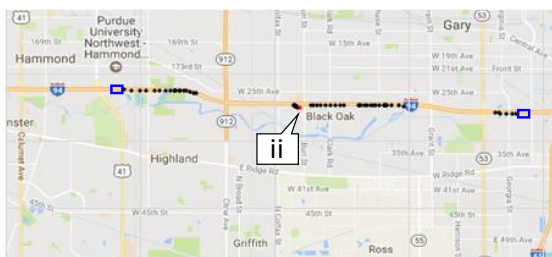 Purdue
University
Northwest -
Hammond...
Gary
53
169th St
169th St
912
W 15th Ave
Central Ave
Hammond
173rd St
W 19th Ave
41
W 21st Ave
Front St
94
W 25th Ave
W 25th Ave
94
912
Black Oak
nster
ii
Calumet Ave
Clark Rd
Burr St
Grant St
35th Ave
35th Ave
Highland
E Ridge Rd
53
W Ridge Rd
41
W 41st Ave
W 41st Ave
Georgia St
45th St
W 45th St
N Broad St
Cline Ave
N Colfax St
45th St
Harrison St
Griffith
55
E 49th Ave
Ross